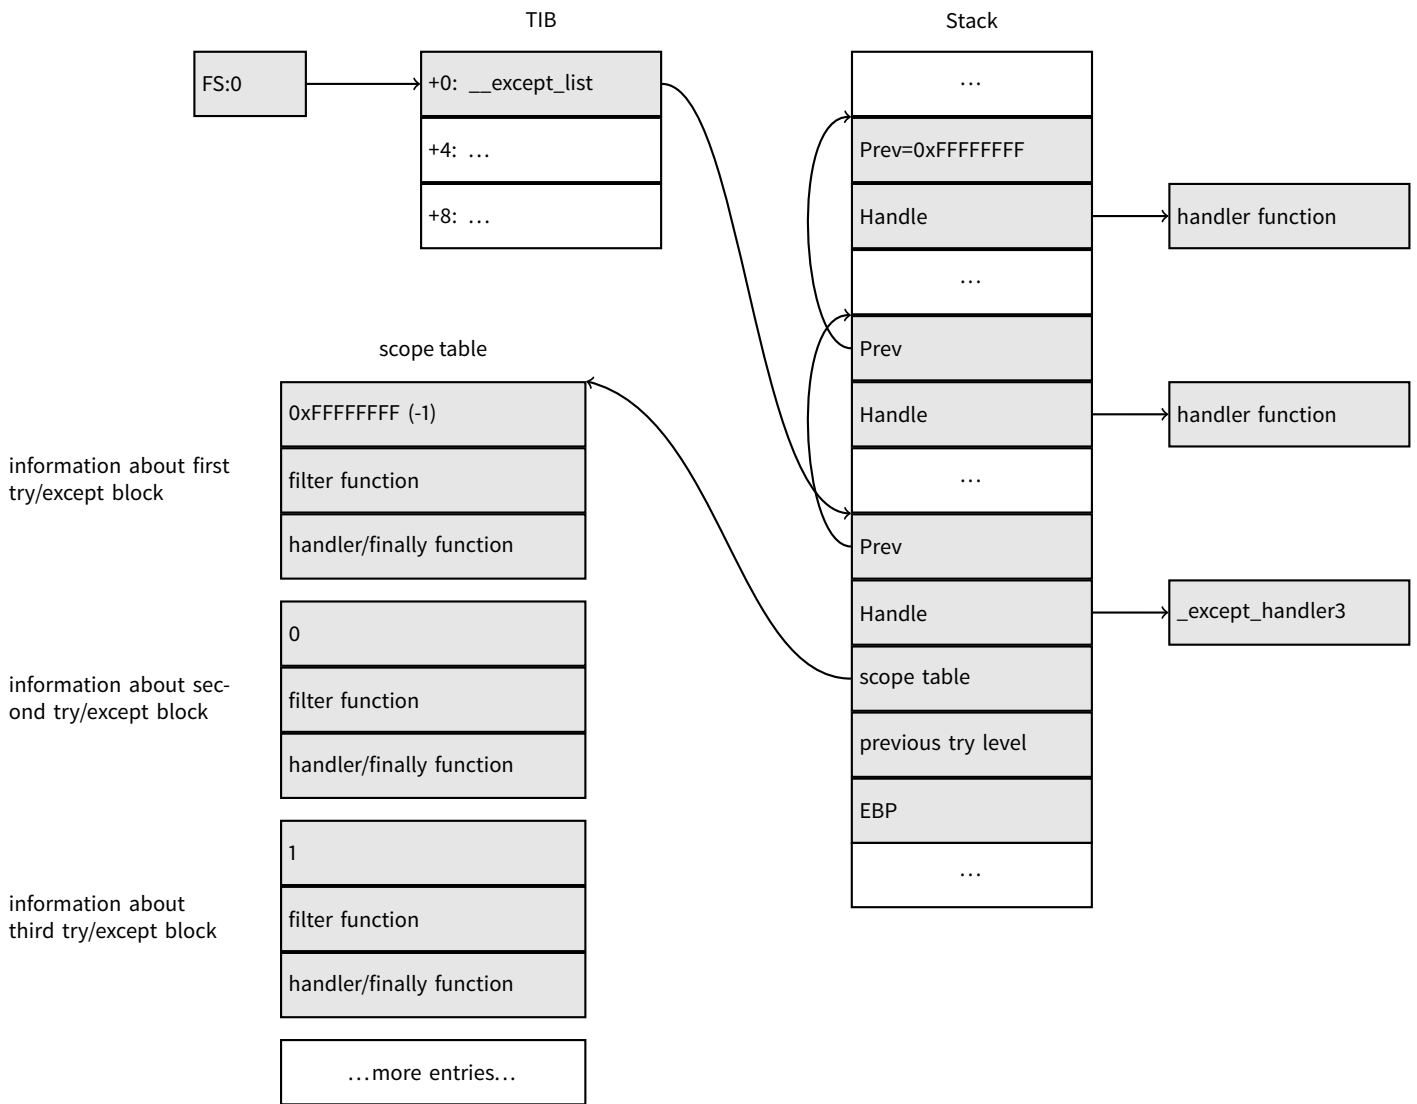 TIB
Stack
FS:0
+0: __except_list
+4: …
+8: …
…
Prev=0xFFFFFFFF
Handle
handler function
…
Prev
Handle
handler function
…
Prev
Handle
_except_handler3
scope table
previous try level
EBP
…
scope table
information about first
try/except block
0xFFFFFFFF (-1)
filter function
handler/finally function
information about sec-
ond try/except block
0
filter function
handler/finally function
information about
third try/except block
1
filter function
handler/finally function
…more entries…